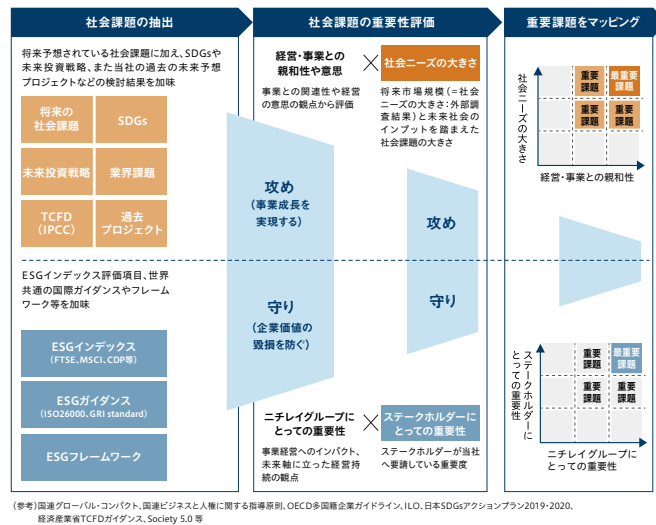 社会課題の抽出
将来予想されている社会課題に加え、SDGsや
未来投資戦略、また当社の過去の未来予想
プロジェクトなどの検討結果を加味
将来の
社会課題
SDGs
未来投資戦略
業界課題
TCFD
（IPCC）
過去
プロジェクト
ESGインデックス評価項目、世界
共通の国際ガイダンスやフレーム
ワーク等を加味
ESGインデックス
（FTSE、MSCI、CDP等）
ESGガイダンス
（ISO26000、GRI standard）
ESGフレームワーク
社会課題の重要性評価
経営・事業との
親和性や意思
×
社会ニーズの大きさ
事業との関連性や経営
の意思の観点から評価
将来市場規模（＝社会
ニーズの大きさ：外部調
査結果）と未来社会の
インプットを踏まえた
社会課題の大きさ
攻め
（事業成長を
実現する）
攻め
守り
（企業価値の
毀損を防ぐ）
守り
ニチレイグループに
とっての重要性
×
ステークホルダーに
とっての重要性
事業経営へのインパクト、
未来軸に立った経営持
続の観点
ステークホルダーが当社
へ要請している重要度
重要課題をマッピング
社会ニーズの
大きさ
重要
課題
最重要
課題
重要
課題
重要
課題
経営・事業との親和性
ステークホルダーに
とっての重要性
重要
課題
最重要
課題
重要
課題
重要
課題
ニチレイグループに
とっての重要性
（参考）国連グローバル・コンパクト、国連ビジネスと人権に関する指導原則、OECD多国籍企業ガイドライン、ILO、日本SDGsアクションプラン2019・2020、
経済産業省TCFDガイダンス、Society 5.0 等